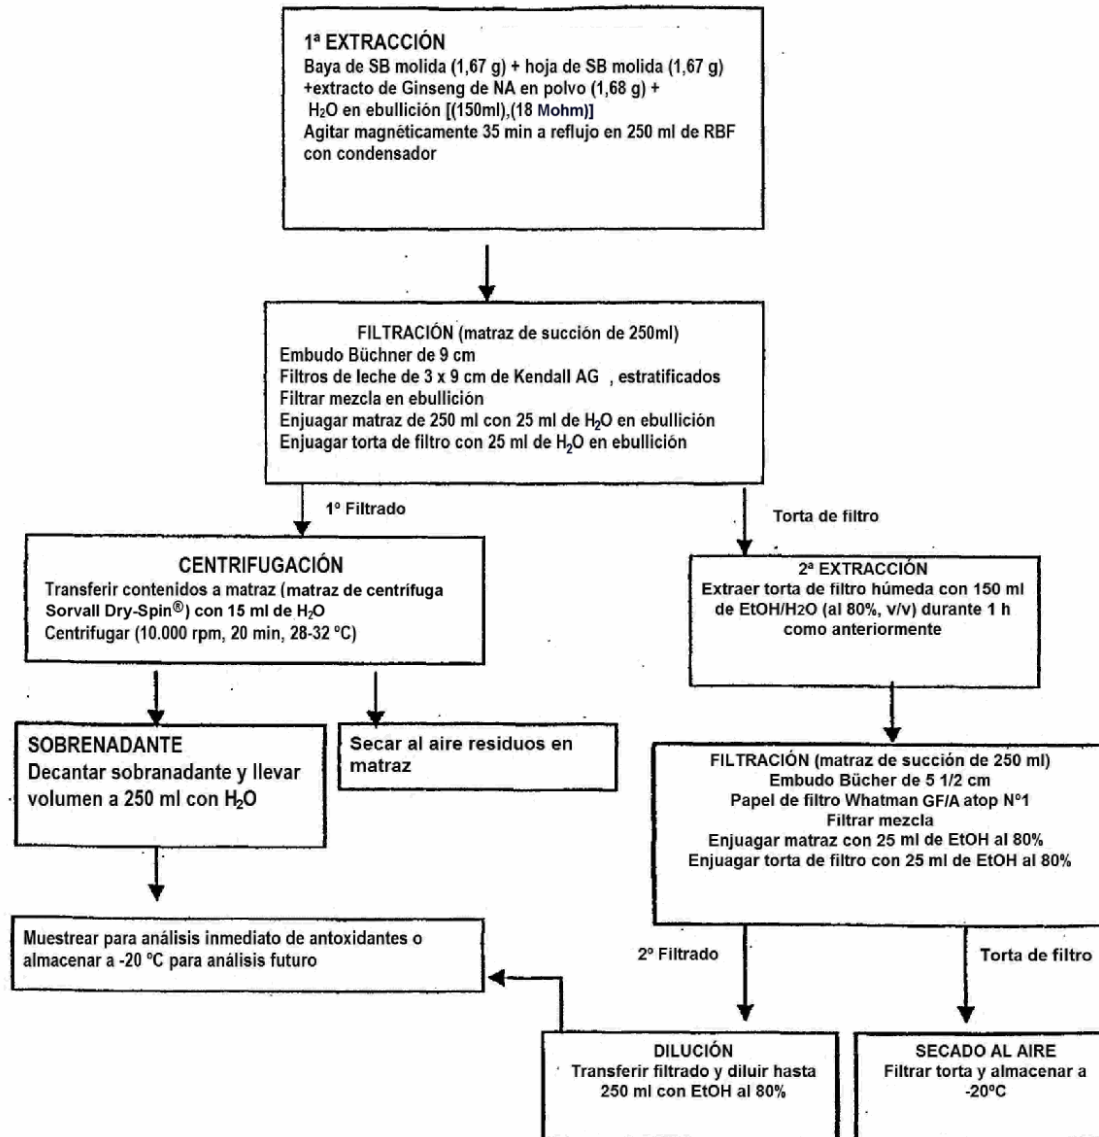 1ª EXTRACCIÓN
Baya de SB molida (1,67 g) + hoja de SB molida (1,67 g)
+extracto de Ginseng de NA en polvo (1,68 g) +
H₂O en ebullición [(150ml),(18 Mohm)]
Agitar magnéticamente 35 min a reflujo en 250 ml de RBF
con condensador
FILTRACIÓN (matraz de succión de 250ml)
Embudo Büchner de 9 cm
Filtros de leche de 3 x 9 cm de Kendall AG , estratificados
Filtrar mezcla en ebullición
Enjuagar matraz de 250 ml con 25 ml de H₂O en ebullición
Enjuagar torta de filtro con 25 ml de H₂O en ebullición
1º Filtrado
Torta de filtro
CENTRIFUGACIÓN
Transferir contenidos a matraz (matraz de centrífuga
Sorvall Dry-Spin®) con 15 ml de H₂O
Centrifugar (10.000 rpm, 20 min, 28-32 ºC)
2ª EXTRACCIÓN
Extraer torta de filtro húmeda con 150 ml
de EtOH/H2O (al 80%, v/v) durante 1 h
como anteriormente
SOBRENADANTE
Decantar sobranadante y llevar
volumen a 250 ml con H₂O
Secar al aire residuos en
matraz
FILTRACIÓN (matraz de succión de 250 ml)
Embudo Bücher de 5 1/2 cm
Papel de filtro Whatman GF/A atop Nº1
Filtrar mezcla
Enjuagar matraz con 25 ml de EtOH al 80%
Enjuagar torta de filtro con 25 ml de EtOH al 80%
Muestrear para análisis inmediato de antoxidantes o
almacenar a -20 ºC para análisis futuro
2º Filtrado
Torta de filtro
DILUCIÓN
Transferir filtrado y diluir hasta
250 ml con EtOH al 80%
SECADO AL AIRE
Filtrar torta y almacenar a
-20ºC